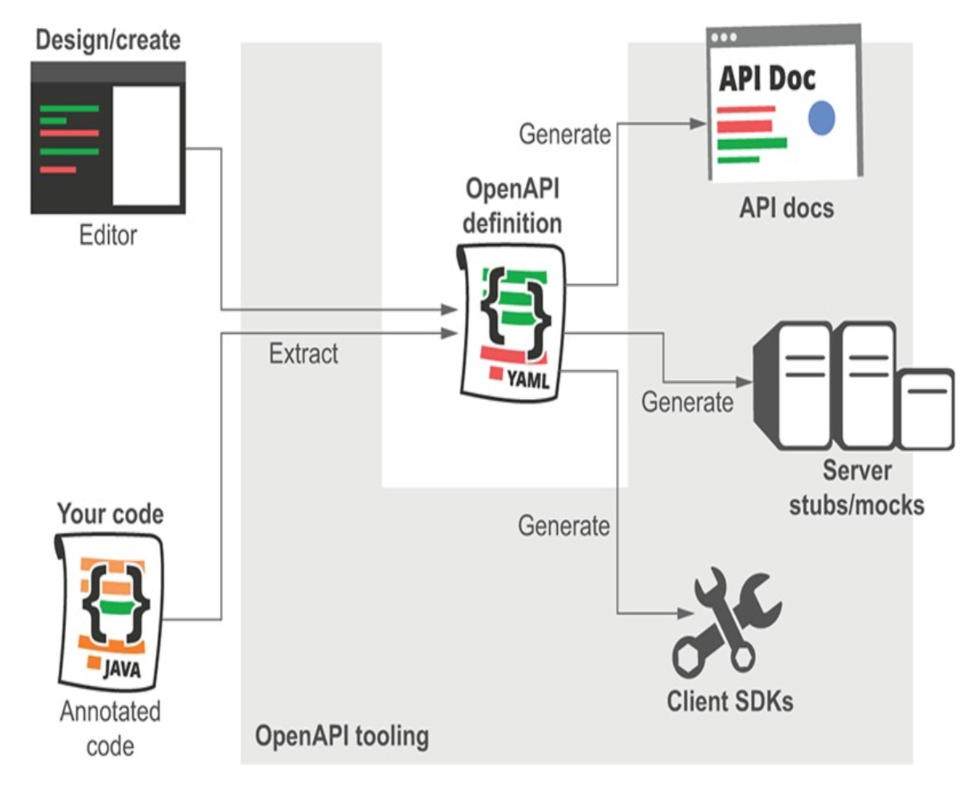 Design/create
Editor
Extract
Your code
{ }
JAVA
Annotated
code
OpenAPI tooling
OpenAPI
definition
{ }
YAML
Generate
API Doc
API docs
Generate
Server
stubs/mocks
Generate
Client SDKs